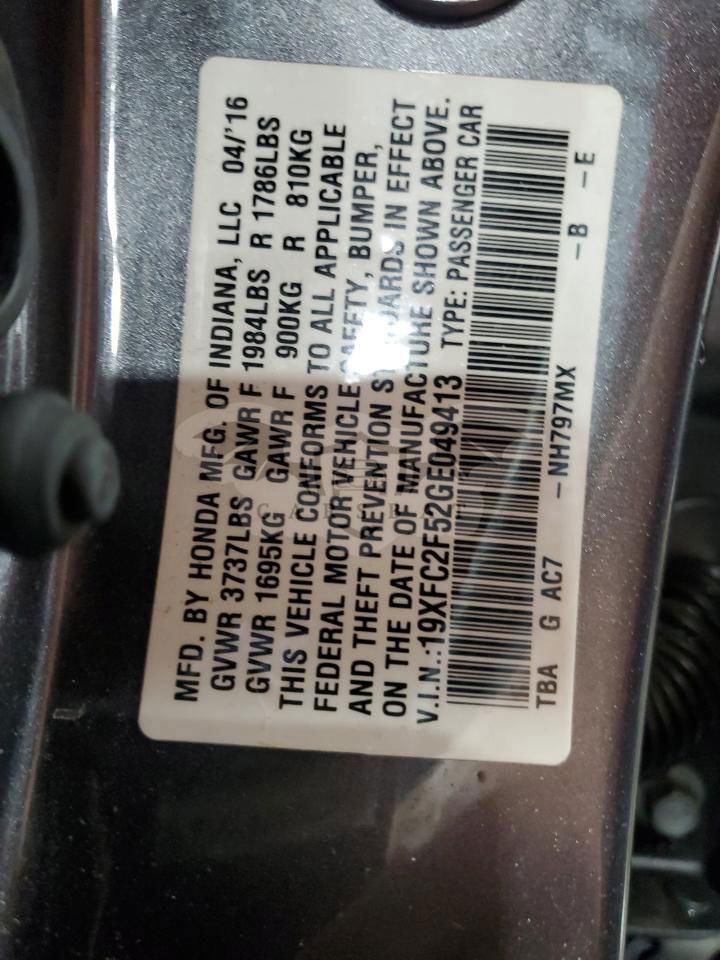 MFD. BY HONDA MFG. OF INDIANA, LLC 04/'16
GVWR 3737LBS GAWR F 1984LBS R 1786LBS
GVWR 1695KG GAWR F 900KG R 810KG
THIS VEHICLE CONFORMS TO ALL APPLICABLE
FEDERAL MOTOR VEHICLE SAFETY, BUMPER,
AND THEFT PREVENTION STANDARDS IN EFFECT
ON THE DATE OF MANUFACTURE SHOWN ABOVE.
V.I.N.:19XFC2F52GE049413 TYPE: PASSENGER CAR
TBA G AC7 -NH797MX -B -E